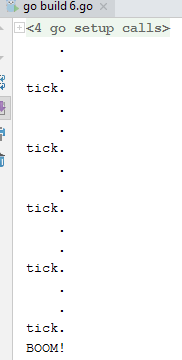 go build 6.go
<4 go setup calls>
.
.
tick.
.
.
tick.
.
.
tick.
.
.
tick.
.
.
tick.
BOOM!